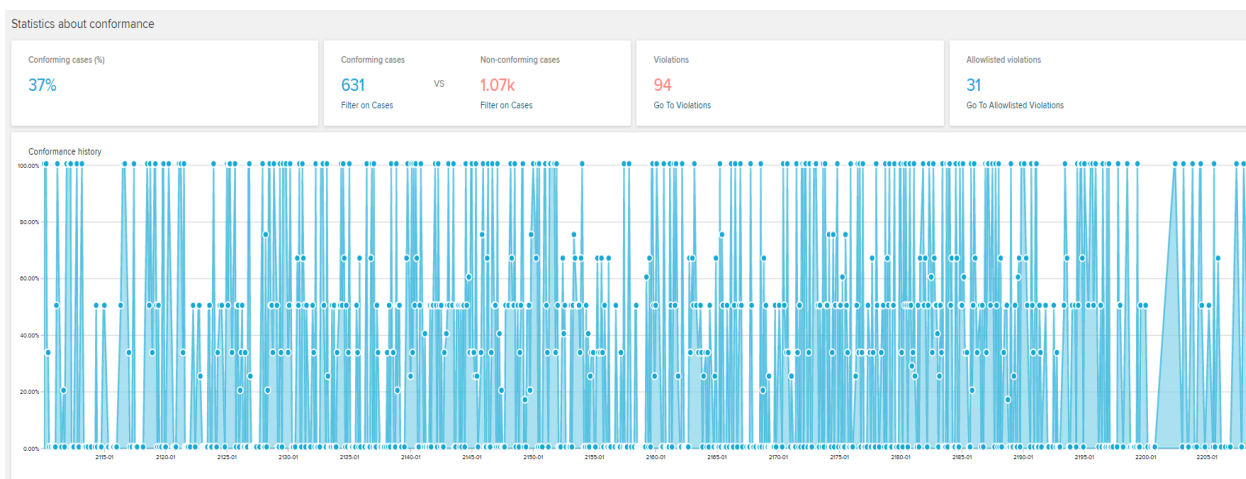 Statistics about conformance
Conforming cases (%)
37%
Conforming cases
631
Filter on Cases
VS
Non-conforming cases
1.07k
Filter on Cases
Violations
94
Go To Violations
Allowlisted violations
31
Go To Allowlisted Violations
Conformance history
100.00%
80.00%
60.00%
40.00%
20.00%
0.00%
2115-01 2120-01 2125-01 2130-01 2135-01 2140-01 2145-01 2150-01 2155-01 2160-01 2165-01 2170-01 2175-01 2180-01 2185-01 2190-01 2195-01 2200-01 2205-01